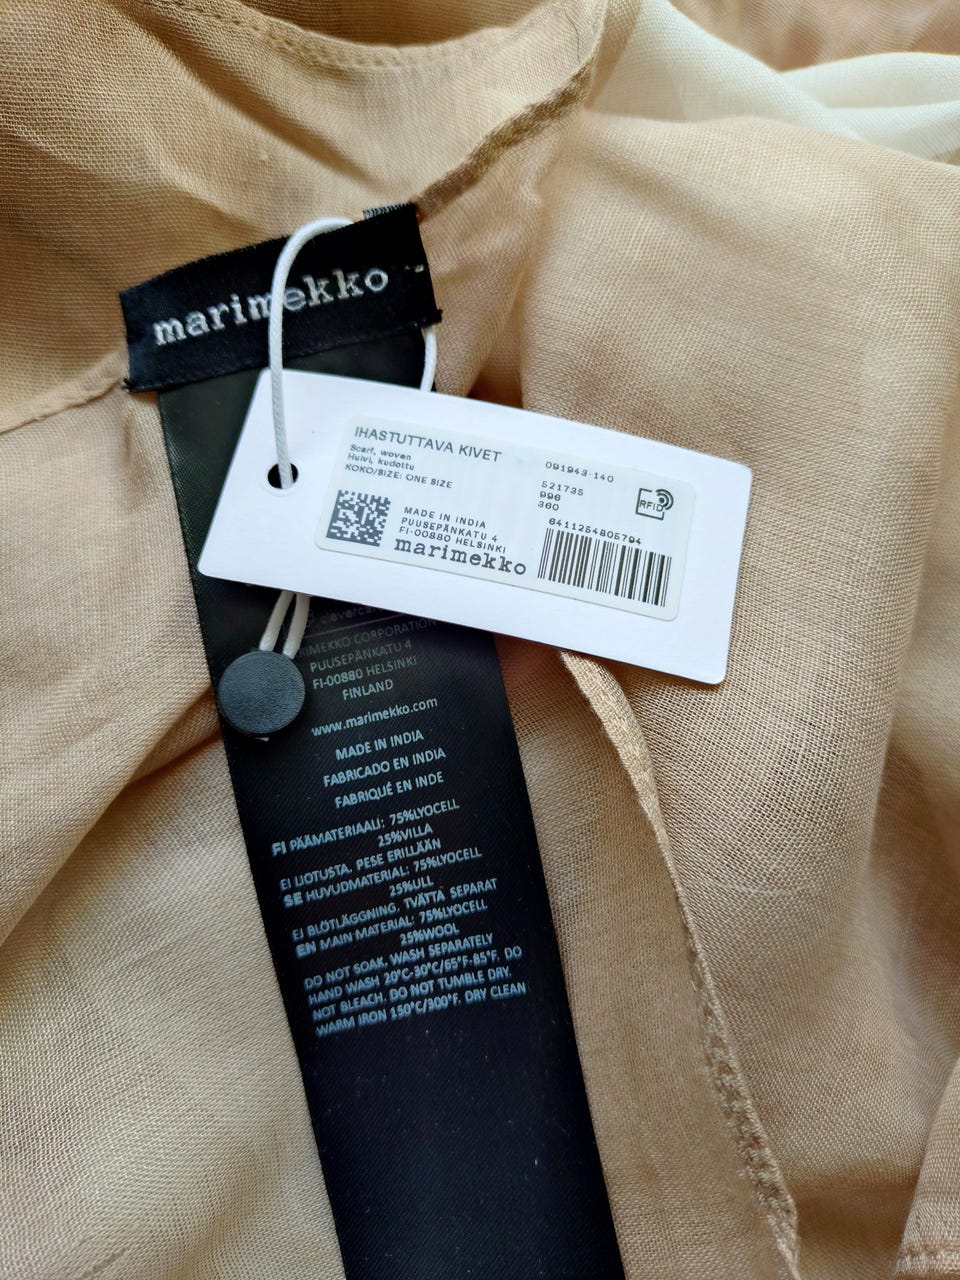 marimekko
IHASTUTTAVA KIVET
Scarf, woven
Huivi, kudottu
KOKO/SIZE: ONE SIZE
091943-140
521735
996
360
RFID
MADE IN INDIA
PUUSEPÄNKATU 4
FI-00880 HELSINKI
marimekko
6411254805794
RIMEKKO CORPORATION
PUUSEPÄNKATU 4
FI-00880 HELSINKI
FINLAND
www.marimekko.com
MADE IN INDIA
FABRICADO EN INDIA
FABRIQUÉ EN INDE
FI PÄÄMATERIAALI: 75%LYOCELL
25%VILLA
EI LIOTUSTA. PESE ERILLÄÄN
SE HUVUDMATERIAL: 75%LYOCELL
25%ULL
EJ BLÖTLÄGGNING. TVÄTTA SEPARAT
EN MAIN MATERIAL: 75%LYOCELL
25%WOOL
DO NOT SOAK. WASH SEPARATELY
HAND WASH 20°C-30°C/65°F-85°F. DO
NOT BLEACH. DO NOT TUMBLE DRY.
WARM IRON 150°C/300°F. DRY CLEAN